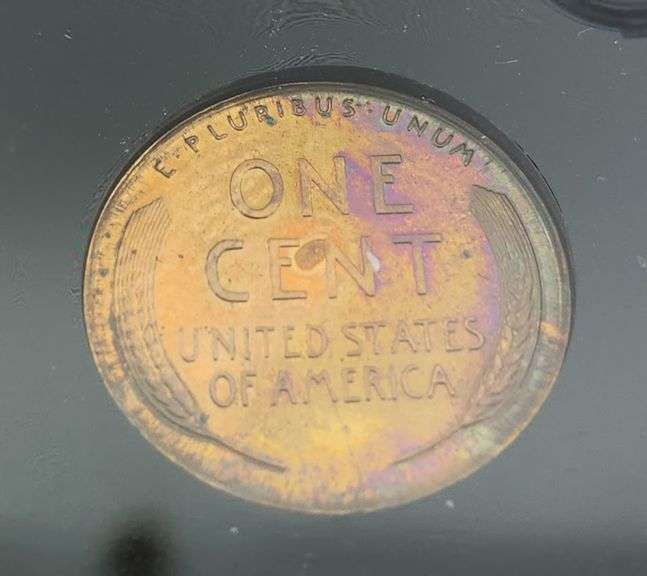 E·PLURIBUS·UNUM
ONE
CENT
UNITED STATES
OF AMERICA